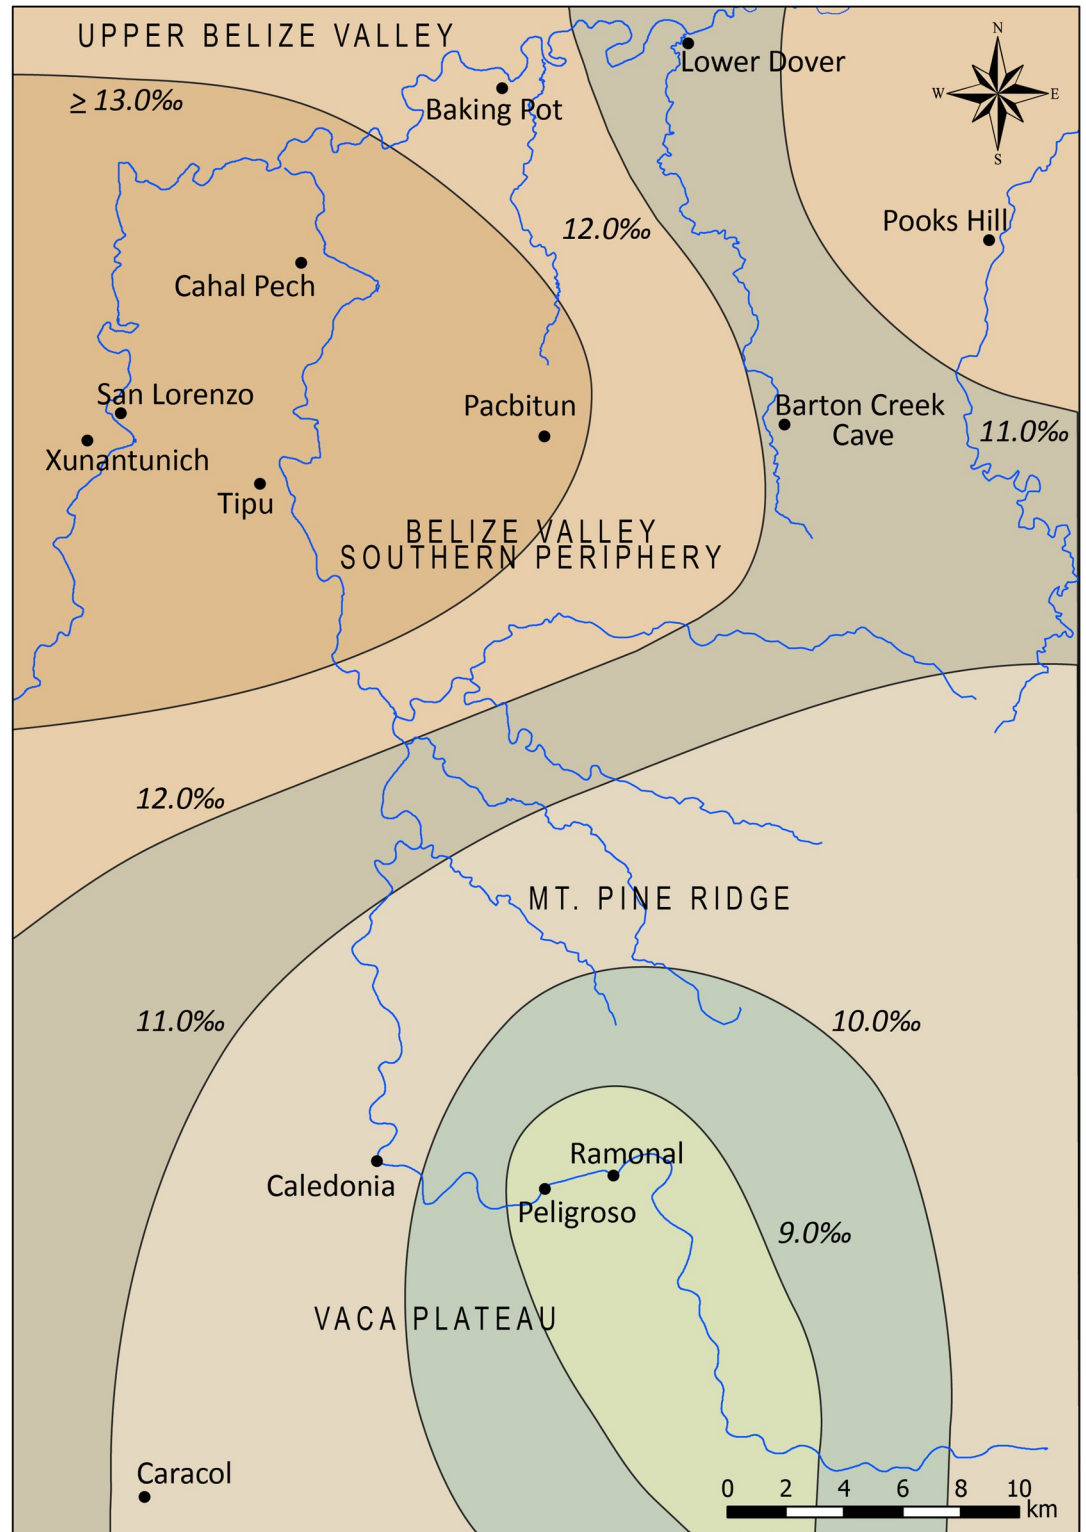 UPPER BELIZE VALLEY
N
Lower Dover
≥ 13.0‰
W
E
Baking Pot
S
Pooks Hill
12.0‰
Cahal Pech
San Lorenzo
Pacbitun
Barton Creek
Cave
11.0‰
Xunantunich
Tipu
BELIZE VALLEY
SOUTHERN PERIPHERY
12.0‰
MT. PINE RIDGE
11.0‰
10.0‰
Ramonal
Caledonia
Peligroso
9.0‰
VACA PLATEAU
Caracol
0 2 4 6 8 10
km